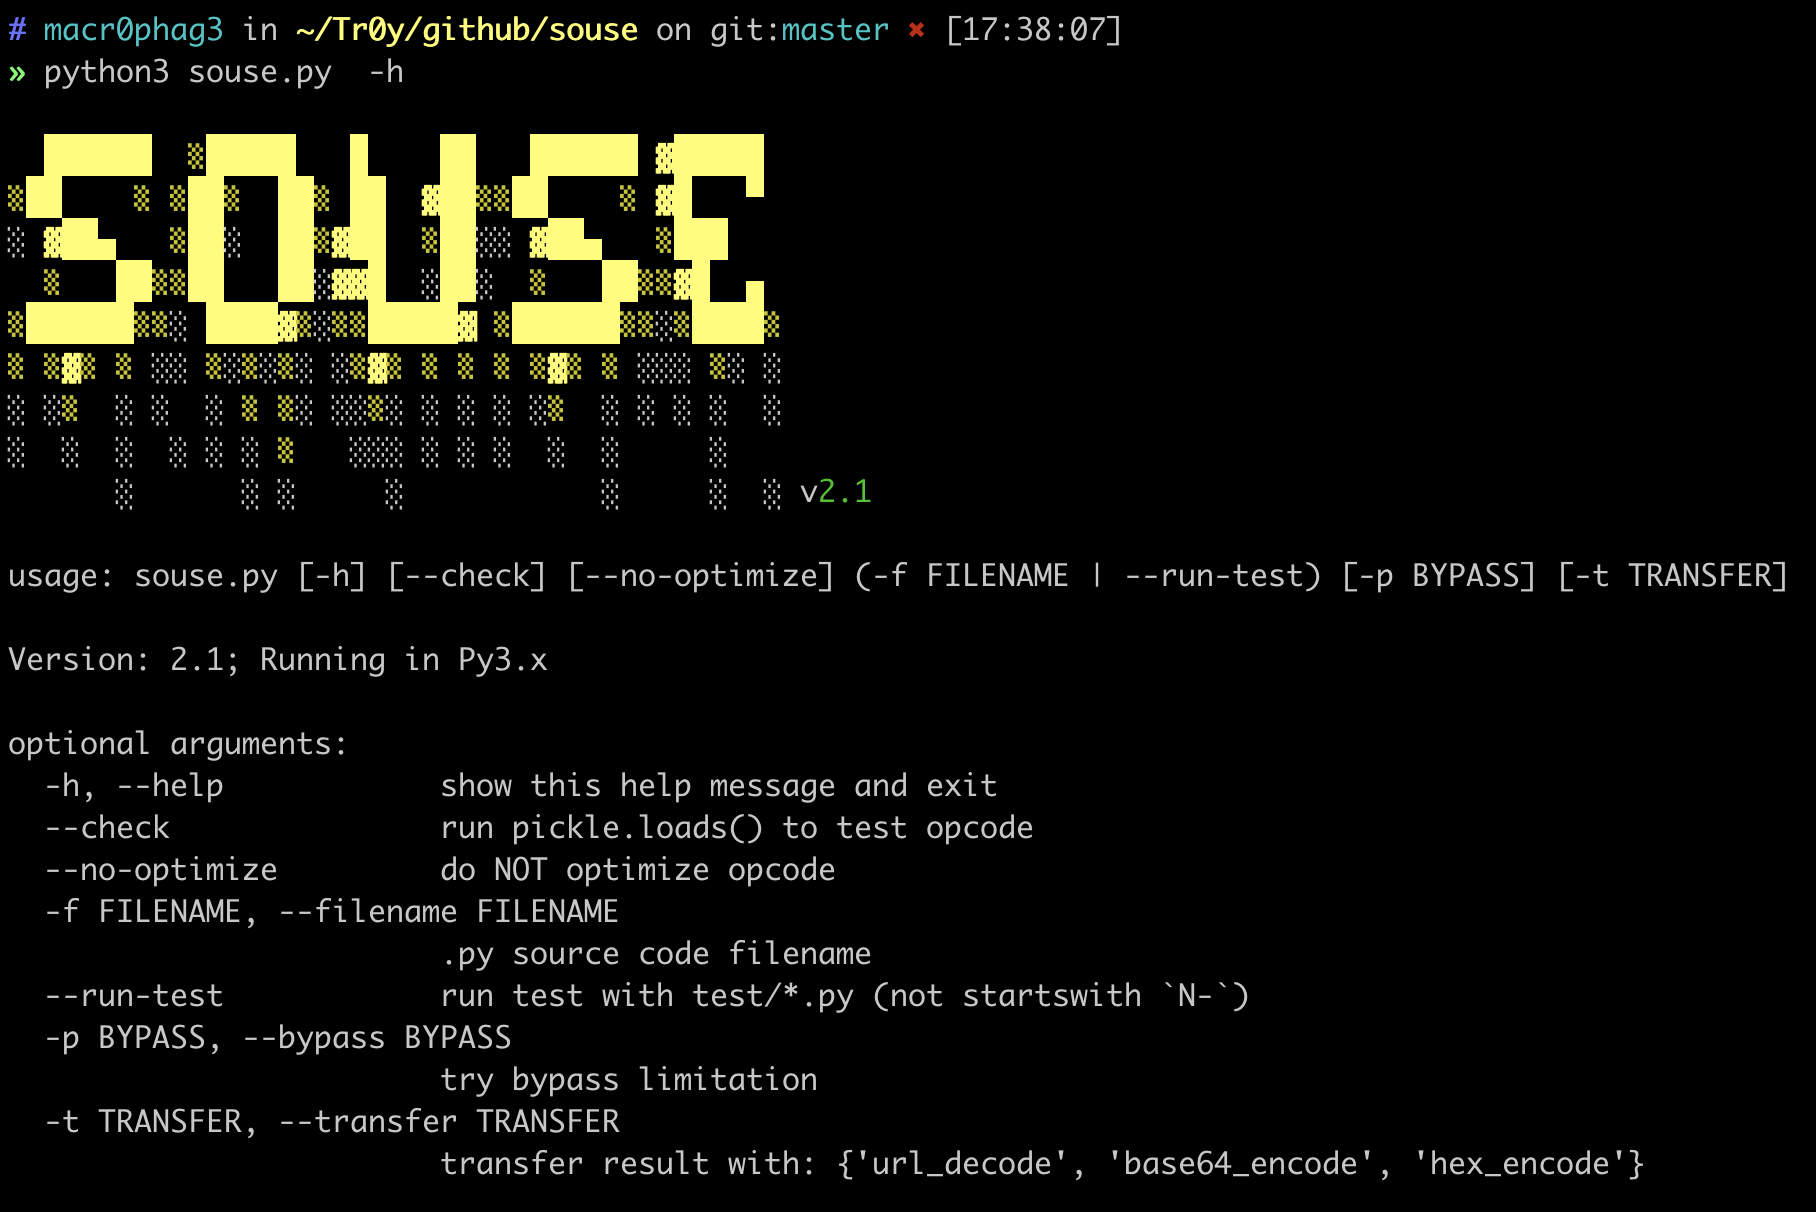 # macr0phag3 in ~/Tr0y/github/souse on git:master ✖ [17:38:07]
» python3 souse.py  -h
SOUSE
v2.1
usage: souse.py [-h] [--check] [--no-optimize] (-f FILENAME | --run-test) [-p BYPASS] [-t TRANSFER]
Version: 2.1; Running in Py3.x
optional arguments:
  -h, --help            show this help message and exit
  --check               run pickle.loads() to test opcode
  --no-optimize         do NOT optimize opcode
  -f FILENAME, --filename FILENAME
                        .py source code filename
  --run-test            run test with test/*.py (not startswith `N-`)
  -p BYPASS, --bypass BYPASS
                        try bypass limitation
  -t TRANSFER, --transfer TRANSFER
                        transfer result with: {'url_decode', 'base64_encode', 'hex_encode'}